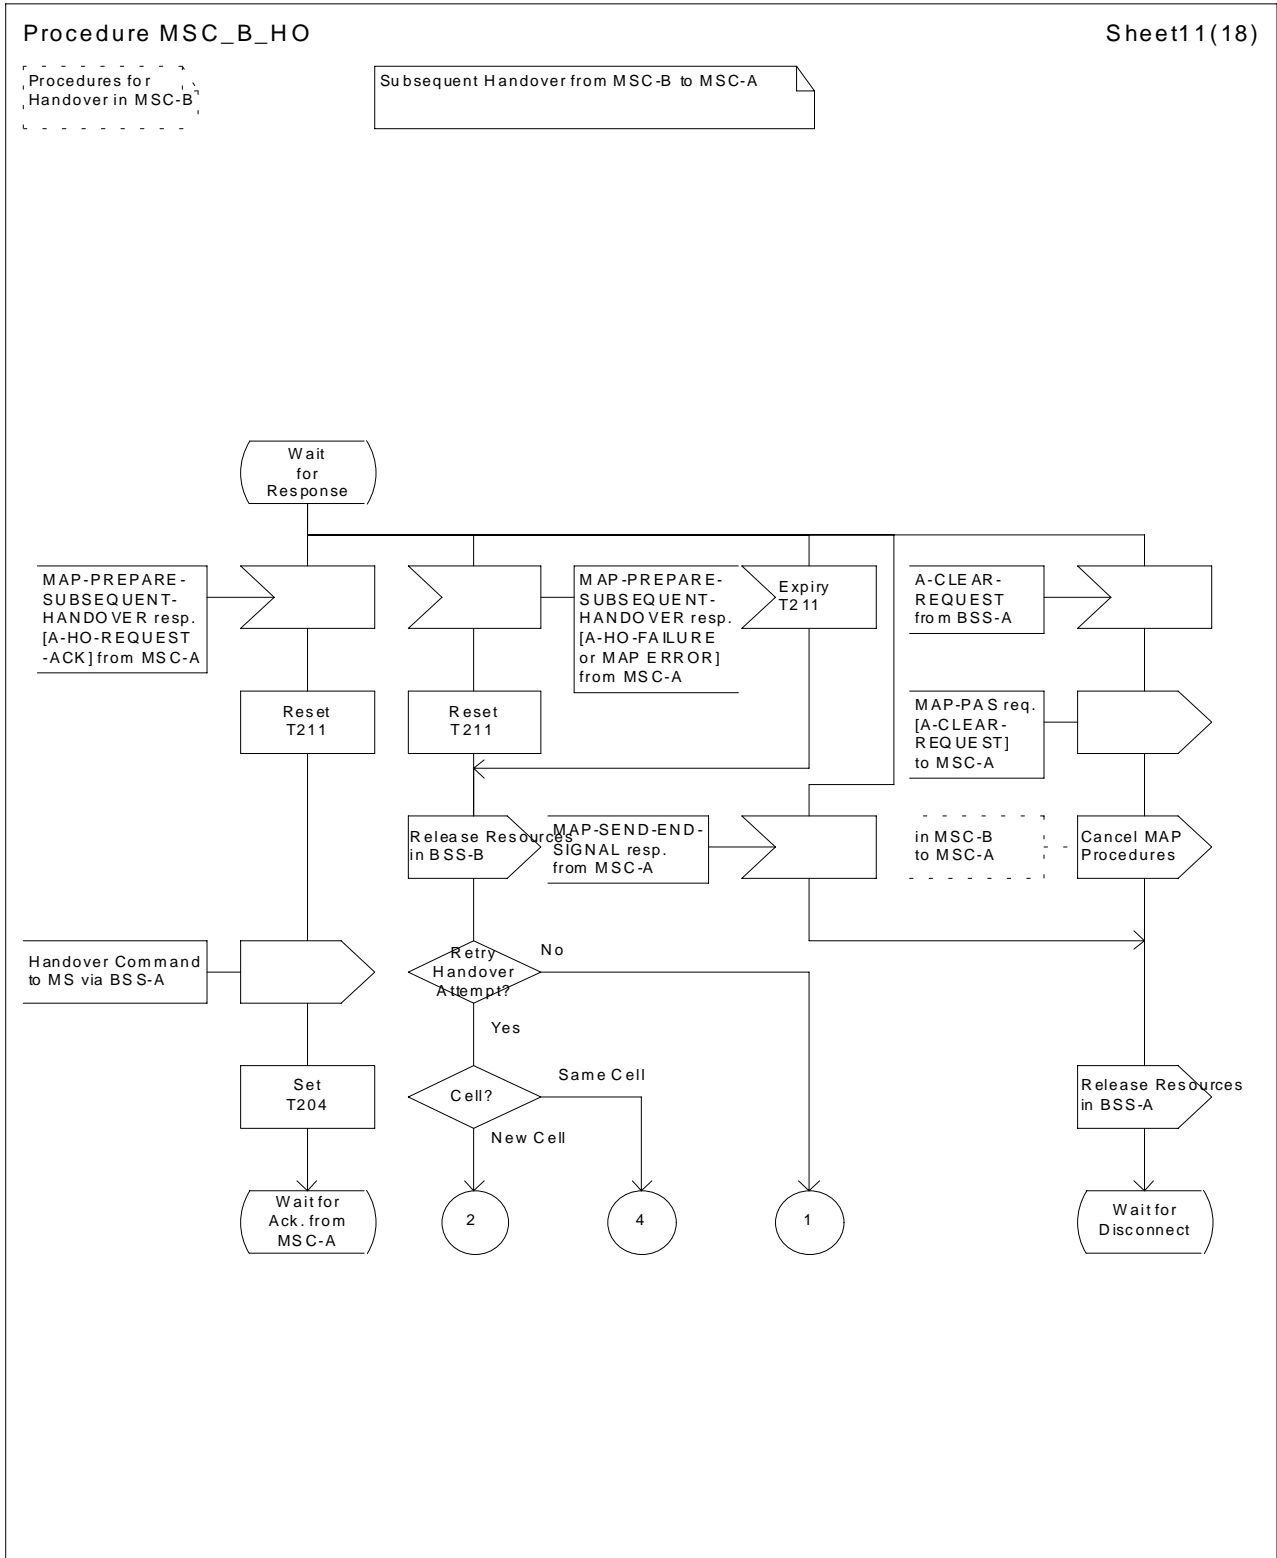 Procedure MSC_B_HO
Sheet11(18)
Procedures for
Handover in MSC-B
Subsequent Handover from MSC-B to MSC-A
Wait
for
Response
MAP-PREPARE-
SUBSEQUENT-
HANDOVER resp.
[A-HO-REQUEST
-ACK] from MSC-A
MAP-PREPARE-
SUBSEQUENT-
HANDOVER resp.
[A-HO-FAILURE
or MAP ERROR]
from MSC-A
Expiry
T211
A-CLEAR-
REQUEST
from BSS-A
Reset
T211
Reset
T211
MAP-PAS req.
[A-CLEAR-
REQUEST]
to MSC-A
Release Resources
in BSS-B
MAP-SEND-END-
SIGNAL resp.
from MSC-A
in MSC-B
to MSC-A
Cancel MAP
Procedures
Handover Command
to MS via BSS-A
Retry
Handover
Attempt?
No
Yes
Set
T204
Cell?
Same Cell
New Cell
Release Resources
in BSS-A
Wait for
Ack. from
MSC-A
2
4
1
Wait for
Disconnect